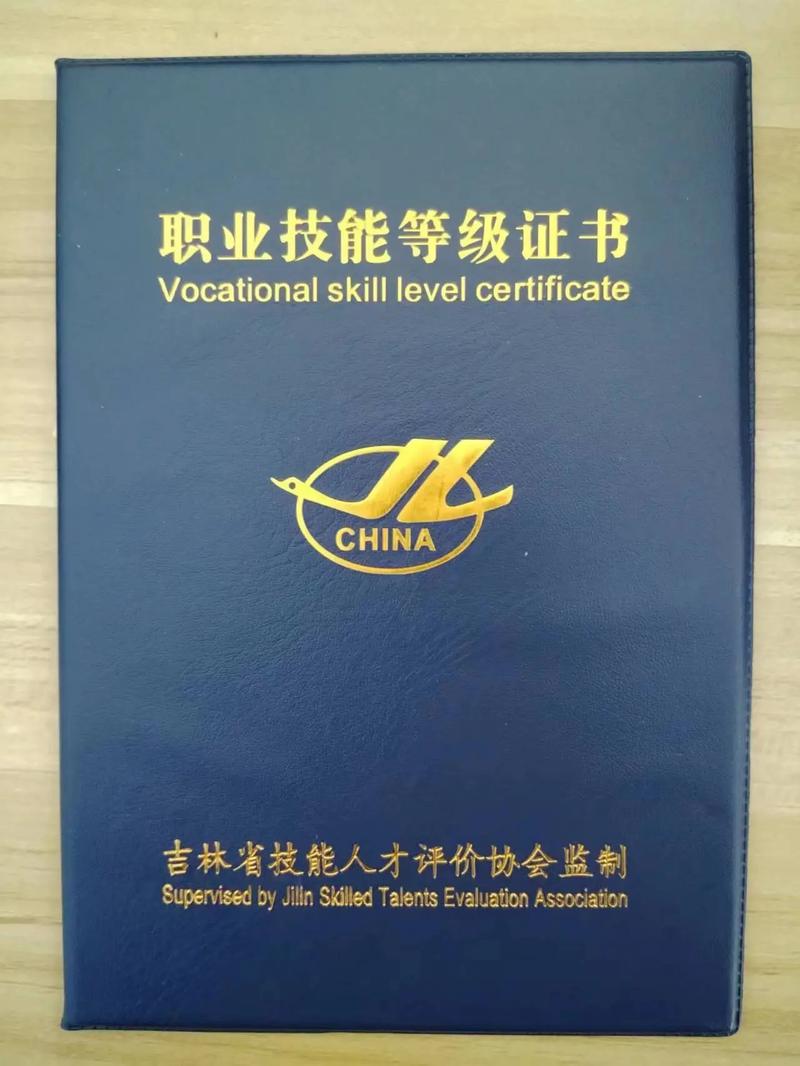 职业技能等级证书
Vocational skill level certificate
JL
CHINA
吉林省技能人才评价协会监制
Supervised by Jilin Skilled Talents Evaluation Association